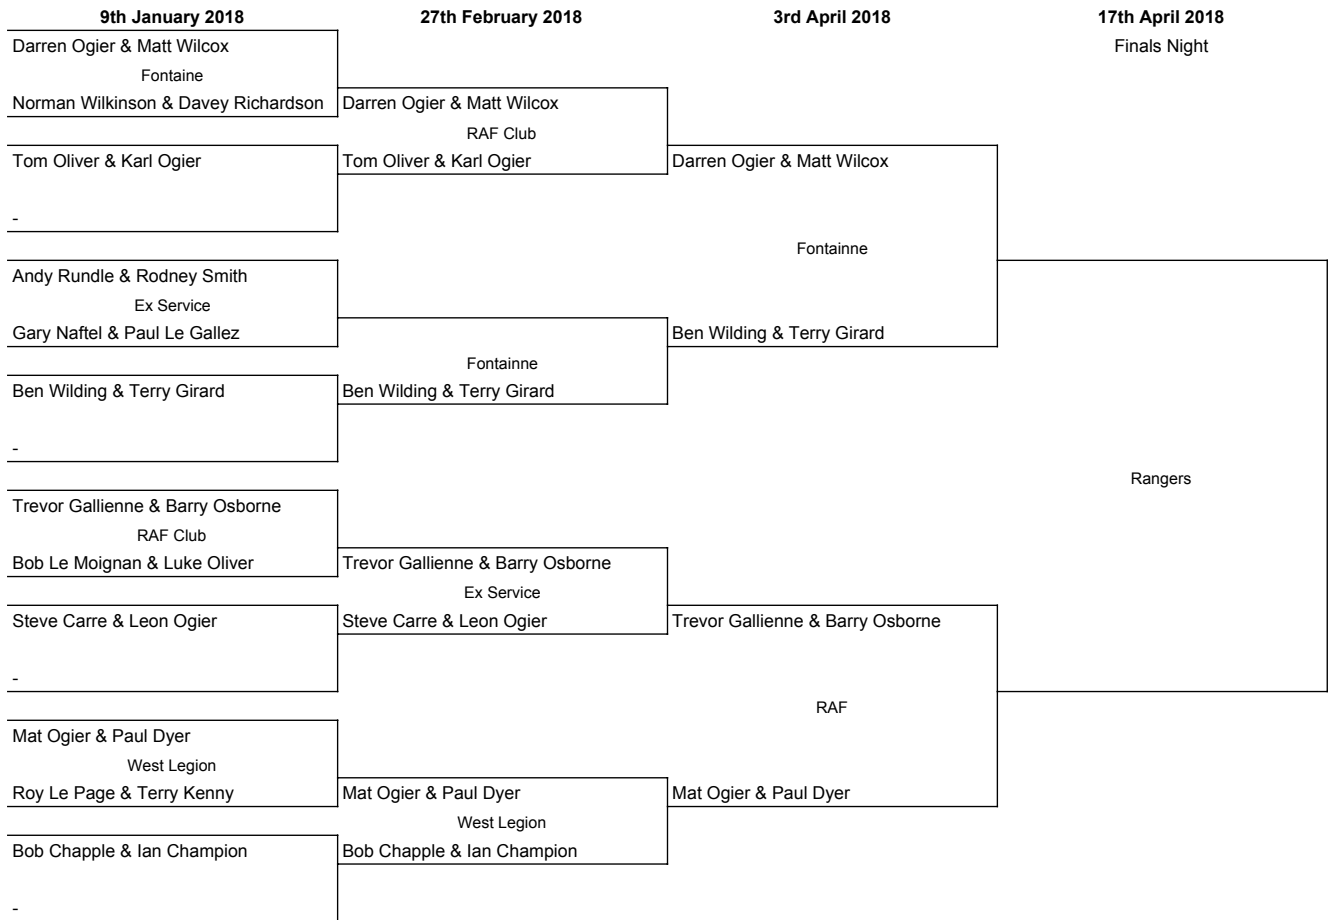 9th January 2018 27th February 2018 3rd April 2018 17th April 2018
Darren Ogier & Matt Wilcox Finals Night
Fontaine
Norman Wilkinson & Davey Richardson Darren Ogier & Matt Wilcox
RAF Club
Tom Oliver & Karl Ogier Tom Oliver & Karl Ogier Darren Ogier & Matt Wilcox
-
Fontainne
Andy Rundle & Rodney Smith
Ex Service
Gary Naftel & Paul Le Gallez Ben Wilding & Terry Girard
Fontainne
Ben Wilding & Terry Girard Ben Wilding & Terry Girard
-
Rangers
Trevor Gallienne & Barry Osborne
RAF Club
Bob Le Moignan & Luke Oliver Trevor Gallienne & Barry Osborne
Ex Service
Steve Carre & Leon Ogier Steve Carre & Leon Ogier Trevor Gallienne & Barry Osborne
-
RAF
Mat Ogier & Paul Dyer
West Legion
Roy Le Page & Terry Kenny Mat Ogier & Paul Dyer Mat Ogier & Paul Dyer
West Legion
Bob Chapple & Ian Champion Bob Chapple & Ian Champion
-